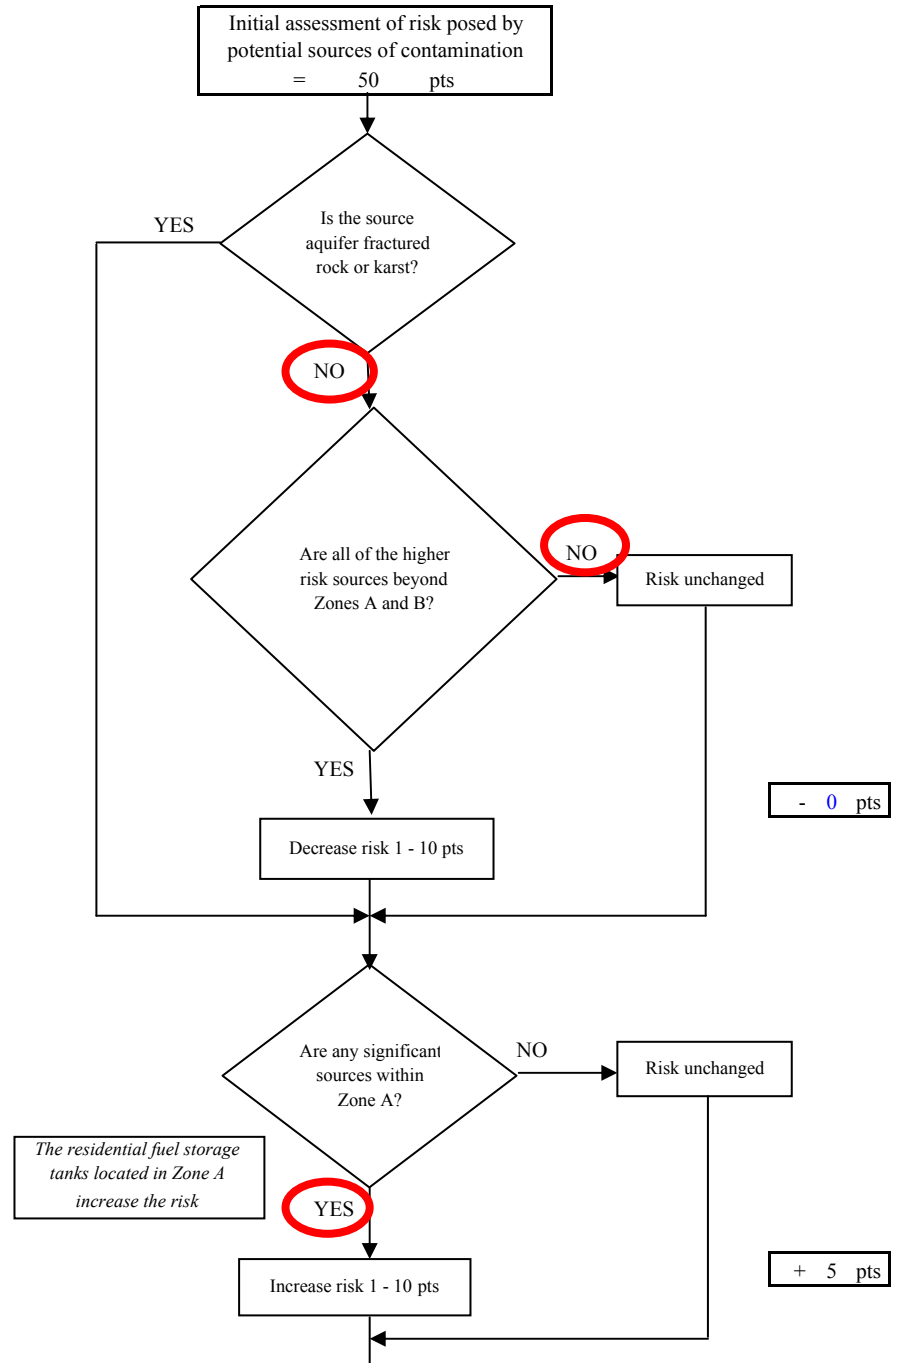 Initial assessment of risk posed by
potential sources of contamination
= 50 pts
YES
Is the source
aquifer fractured
rock or karst?
NO
Are all of the higher
risk sources beyond
Zones A and B?
NO
Risk unchanged
YES
- 0 pts
Decrease risk 1 - 10 pts
Are any significant
sources within
Zone A?
NO
Risk unchanged
The residential fuel storage
tanks located in Zone A
increase the risk
YES
+ 5 pts
Increase risk 1 - 10 pts